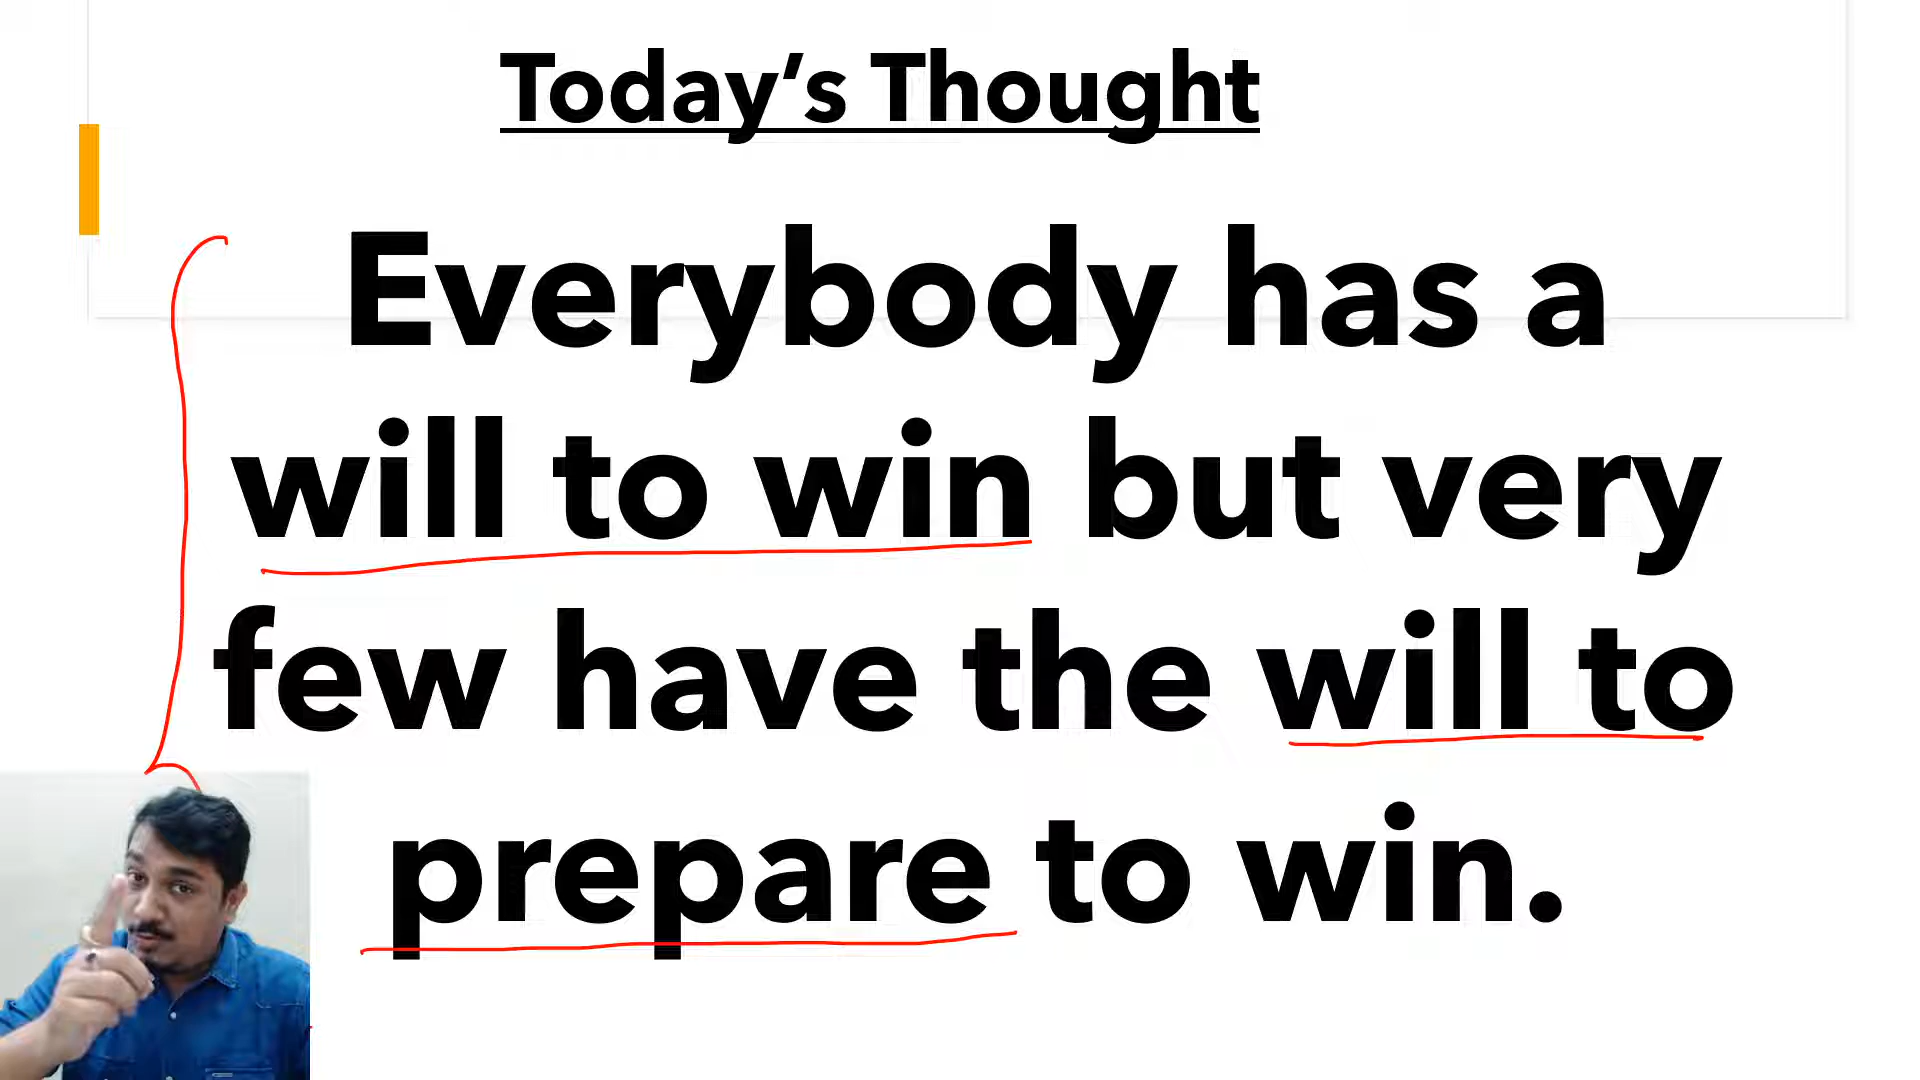 Today’s Thought
Everybody has a
will to win but very
few have the will to
prepare to win.